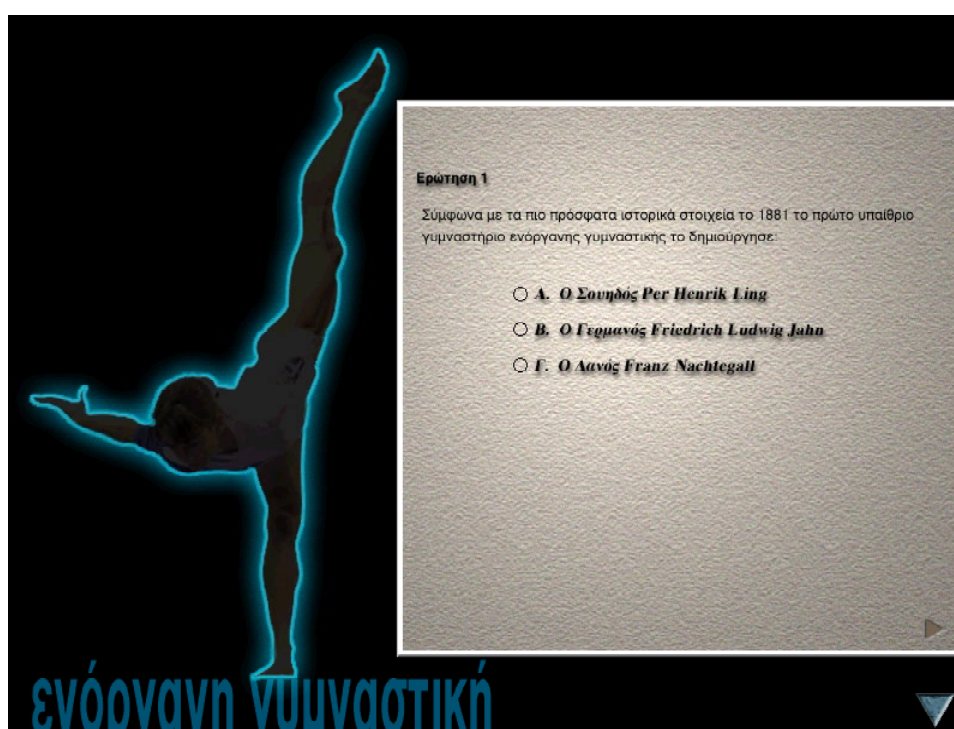 Ερώτηση 1
Σύμφωνα με τα πιο πρόσφατα ιστορικά στοιχεία το 1881 το πρώτο υπαίθριο
γυμναστήριο ενόργανης γυμναστικής το δημιούργησε:
Α. Ο Σουηδός Per Henrik Ling
Β. Ο Γερμανός Friedrich Ludwig Jahn
Γ. Ο Δανός Franz Nachtegall
ενόργανη γυμναστική